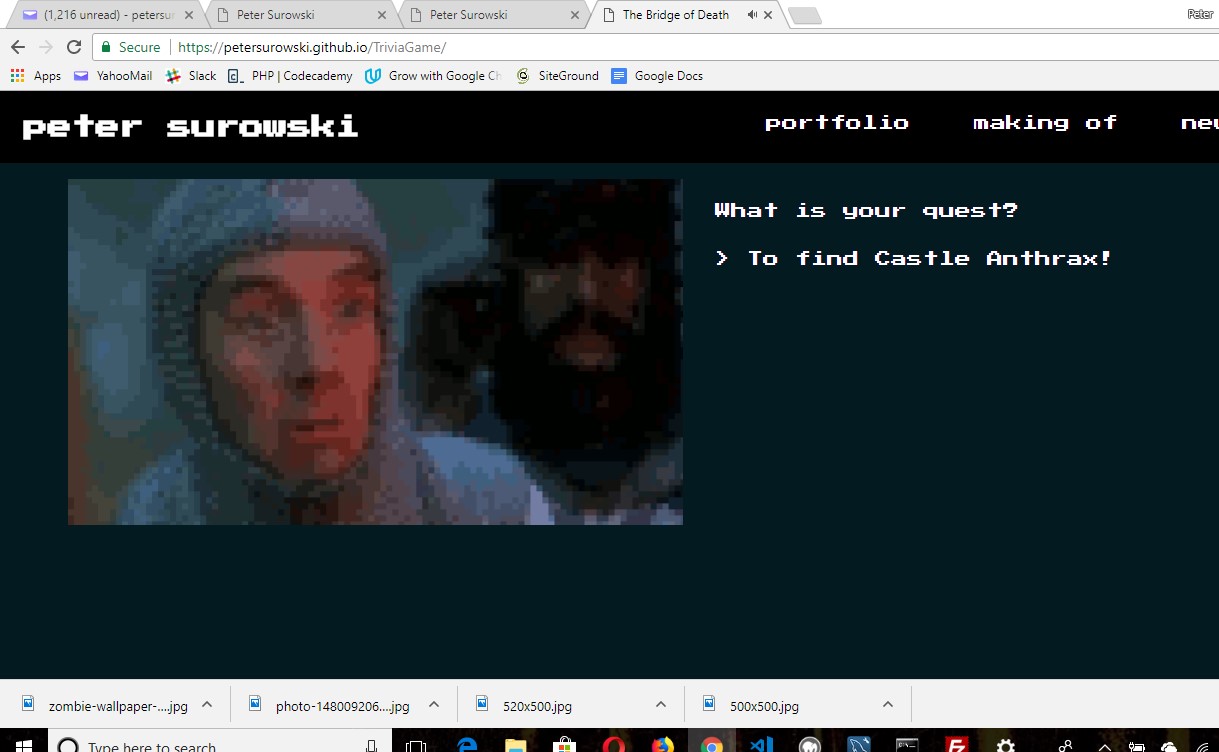 (1,216 unread) - petersur
Peter Surowski
Peter Surowski
The Bridge of Death
Peter
Secure
https://petersurowski.github.io/TriviaGame/
Apps
YahooMail
Slack
PHP | Codecademy
Grow with Google Ch
SiteGround
Google Docs
peter surowski
portfolio
making of
What is your quest?
> To find Castle Anthrax!
zombie-wallpaper-....jpg
photo-148009206....jpg
520x500.jpg
500x500.jpg
Type here to search